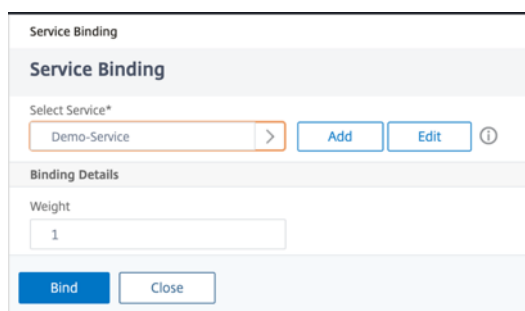 Service Binding
Service Binding
Select Service*
Demo-Service
Add
Edit
Binding Details
Weight
1
Bind
Close